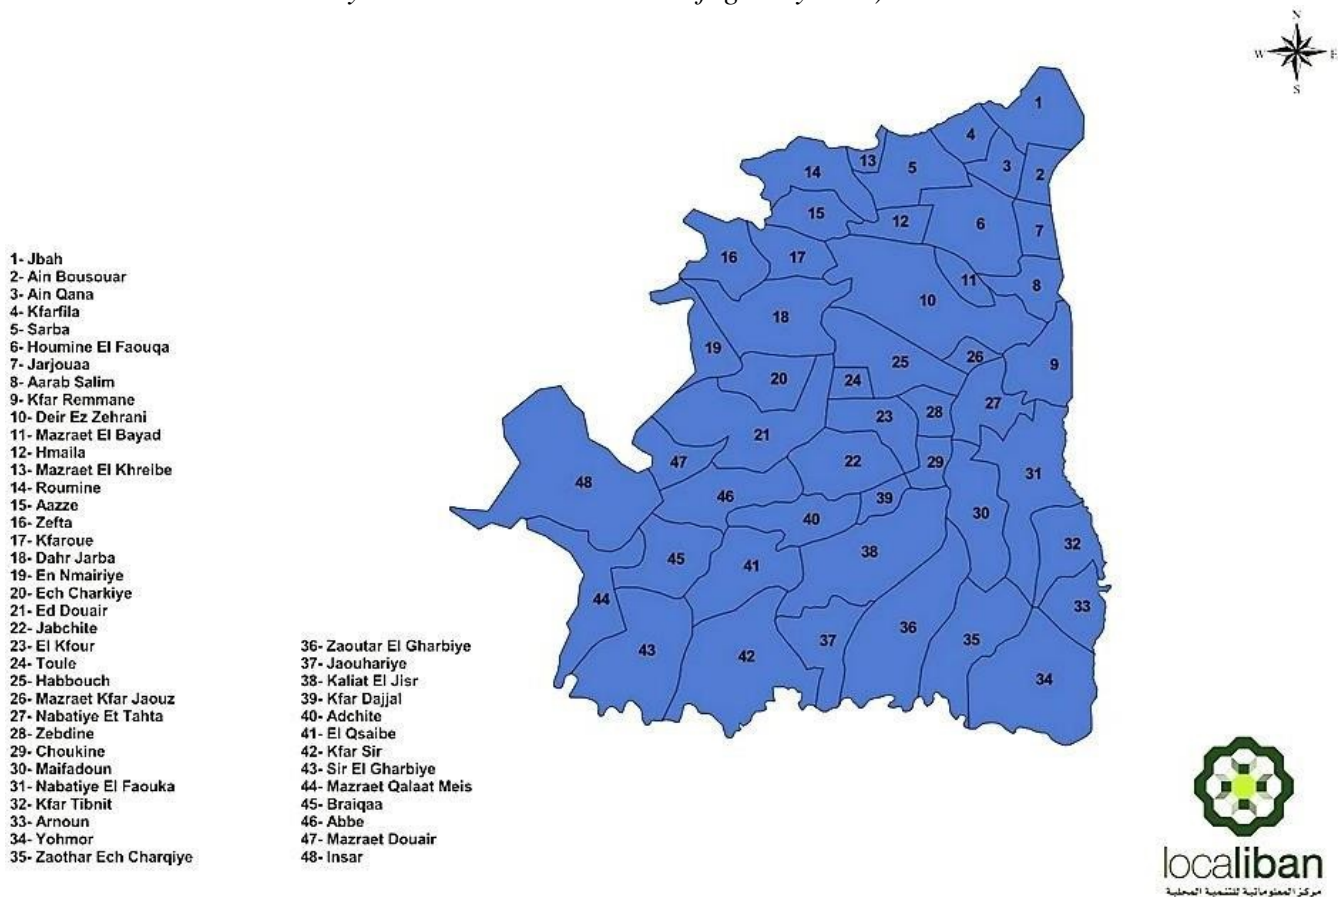 N
W E
S
1
4
13
3
5
14
2
15
12
6
7
16
17
11
8
10
18
19
25
26
9
20
24
27
28
23
21
22
29
47
31
48
46
39
30
40
32
38
45
41
44
33
36
37
35
43
42
34
1- Jbah
2- Ain Bousouar
3- Ain Qana
4- Kfarfila
5- Sarba
6- Houmine El Faouqa
7- Jarjouaa
8- Aarab Salim
9- Kfar Remmane
10- Deir Ez Zehrani
11- Mazraet El Bayad
12- Hmaila
13- Mazraet El Khreibe
14- Roumine
15- Aazze
16- Zefta
17- Kfaroue
18- Dahr Jarba
19- En Nmairiye
20- Ech Charkiye
21- Ed Douair
22- Jabchite
23- El Kfour
24- Toule
25- Habbouch
26- Mazraet Kfar Jaouz
27- Nabatiye Et Tahta
28- Zebdine
29- Choukine
30- Maifadoun
31- Nabatiye El Faouka
32- Kfar Tibnit
33- Arnoun
34- Yohmor
35- Zaothar Ech Charqiye
36- Zaoutar El Gharbiye
37- Jaouhariye
38- Kaliat El Jisr
39- Kfar Dajjal
40- Adchite
41- El Qsaibe
42- Kfar Sir
43- Sir El Gharbiye
44- Mazraet Qalaat Meis
45- Braiqaa
46- Abbe
47- Mazraet Douair
48- Insar
localiban
مركز المعلوماتية للتنمية المحلية